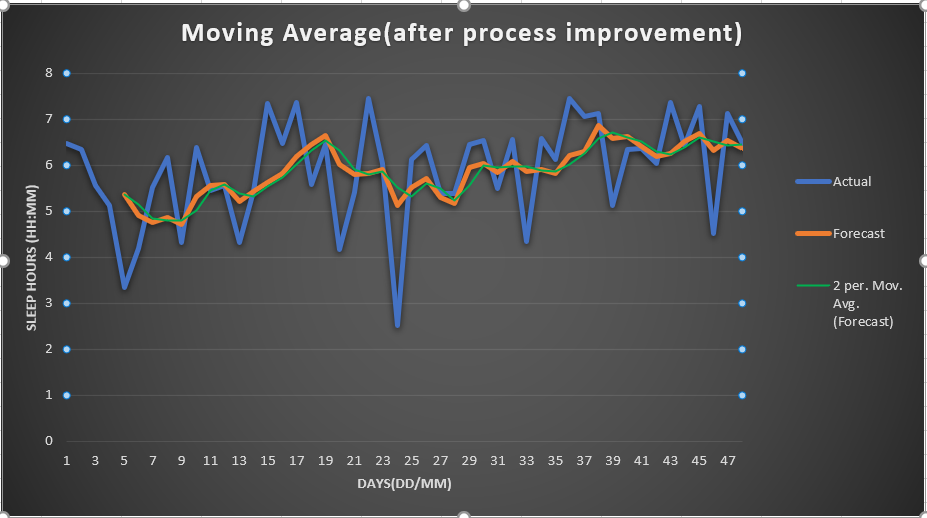 Moving Average(after process improvement)
8
7
6
5
4
3
2
1
0
SLEEP HOURS (HH:MM)
1 3 5 7 9 11 13 15 17 19 21 23 25 27 29 31 33 35 37 39 41 43 45 47
DAYS(DD/MM)
Actual
Forecast
2 per. Mov.
Avg.
(Forecast)